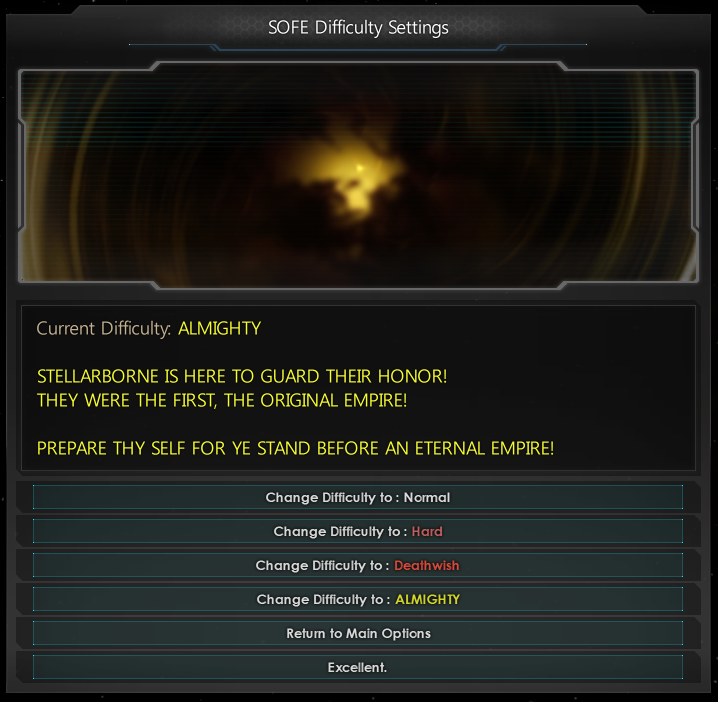 SOFE Difficulty Settings
Current Difficulty: ALMIGHTY
STELLARBORNE IS HERE TO GUARD THEIR HONOR!
THEY WERE THE FIRST, THE ORIGINAL EMPIRE!
PREPARE THY SELF FOR YE STAND BEFORE AN ETERNAL EMPIRE!
Change Difficulty to : Normal
Change Difficulty to : Hard
Change Difficulty to : Deathwish
Change Difficulty to : ALMIGHTY
Return to Main Options
Excellent.